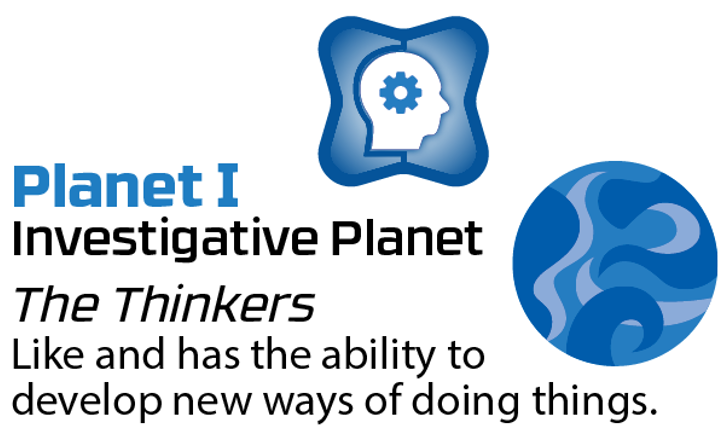 Planet I
Investigative Planet
The Thinkers
Like and has the ability to
develop new ways of doing things.